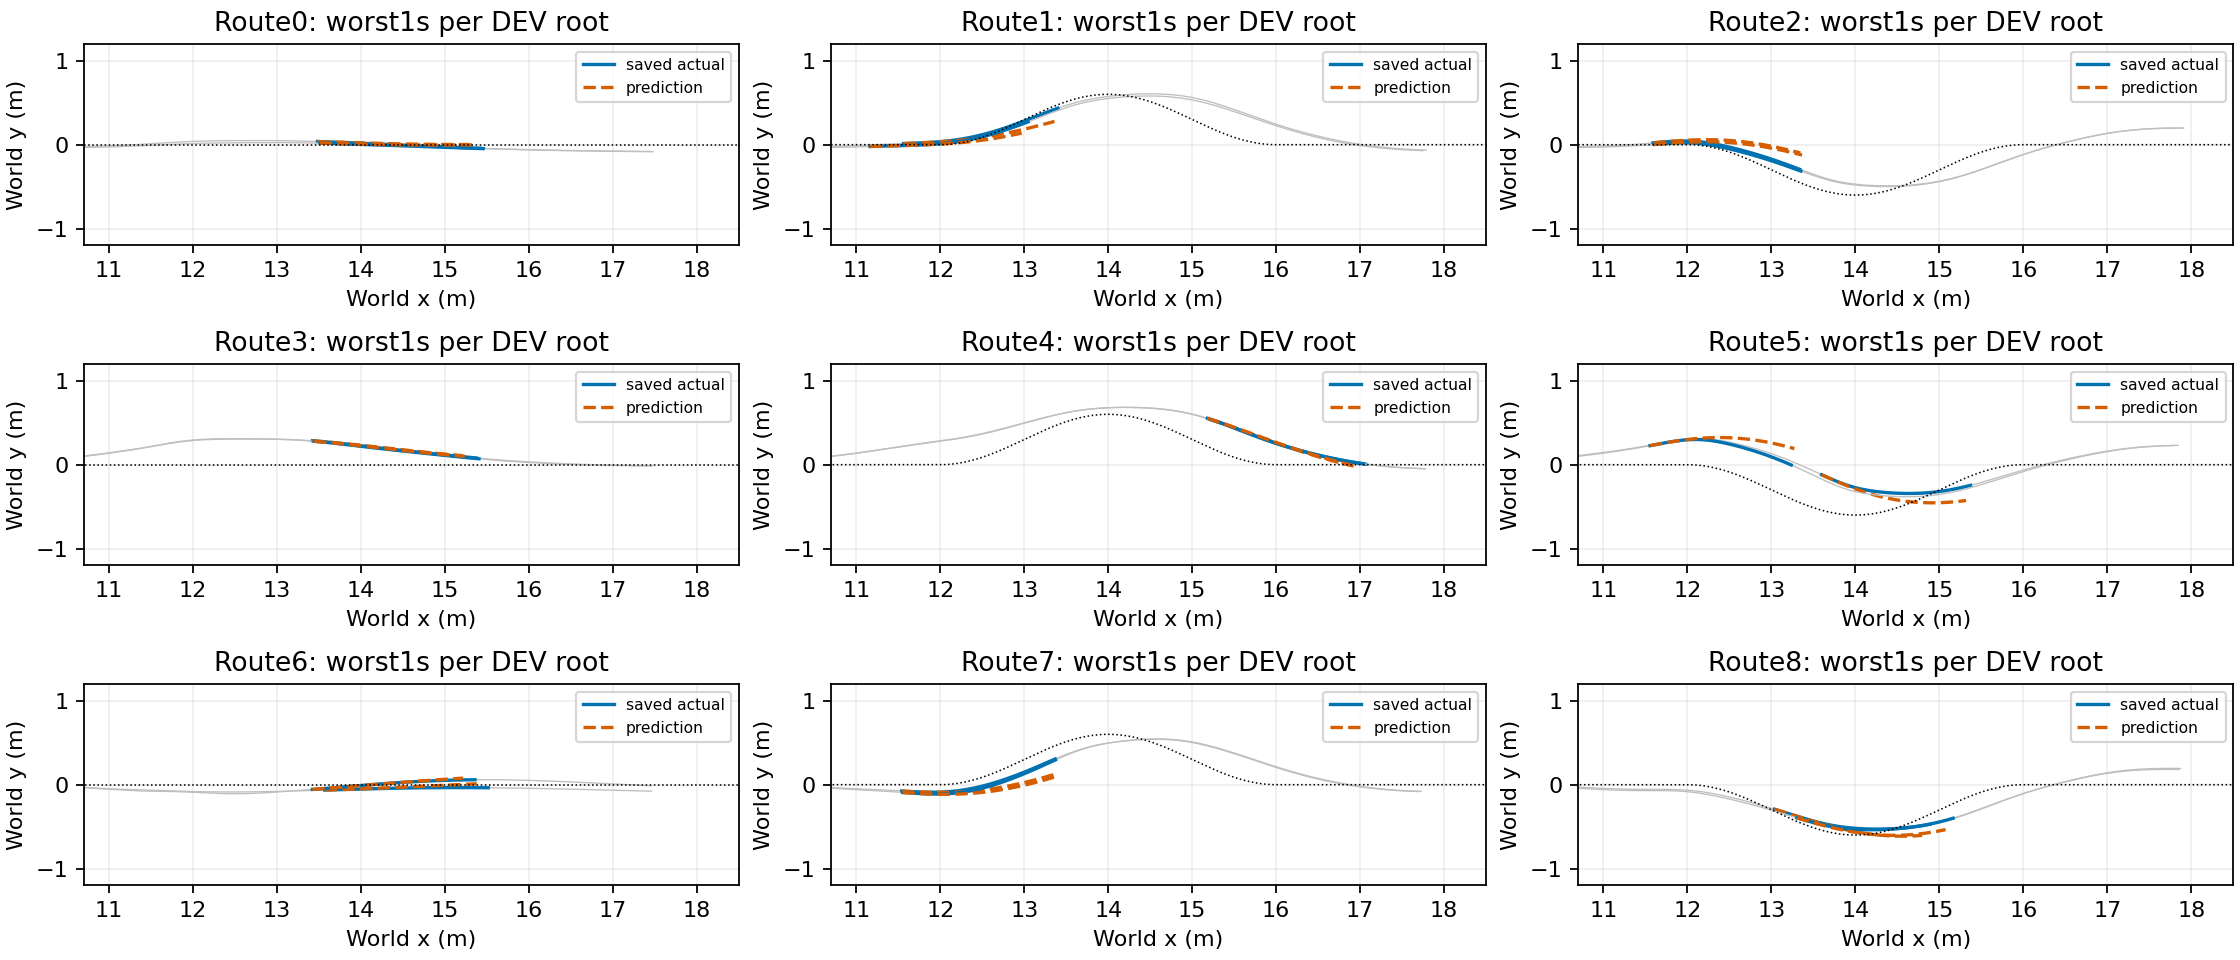 Route0: worst1s per DEV root
World y (m)
1
0
−1
saved actual
prediction
11 12 13 14 15 16 17 18
World x (m)
Route1: worst1s per DEV root
World y (m)
1
0
−1
saved actual
prediction
11 12 13 14 15 16 17 18
World x (m)
Route2: worst1s per DEV root
World y (m)
1
0
−1
saved actual
prediction
11 12 13 14 15 16 17 18
World x (m)
Route3: worst1s per DEV root
World y (m)
1
0
−1
saved actual
prediction
11 12 13 14 15 16 17 18
World x (m)
Route4: worst1s per DEV root
World y (m)
1
0
−1
saved actual
prediction
11 12 13 14 15 16 17 18
World x (m)
Route5: worst1s per DEV root
World y (m)
1
0
−1
saved actual
prediction
11 12 13 14 15 16 17 18
World x (m)
Route6: worst1s per DEV root
World y (m)
1
0
−1
saved actual
prediction
11 12 13 14 15 16 17 18
World x (m)
Route7: worst1s per DEV root
World y (m)
1
0
−1
saved actual
prediction
11 12 13 14 15 16 17 18
World x (m)
Route8: worst1s per DEV root
World y (m)
1
0
−1
saved actual
prediction
11 12 13 14 15 16 17 18
World x (m)